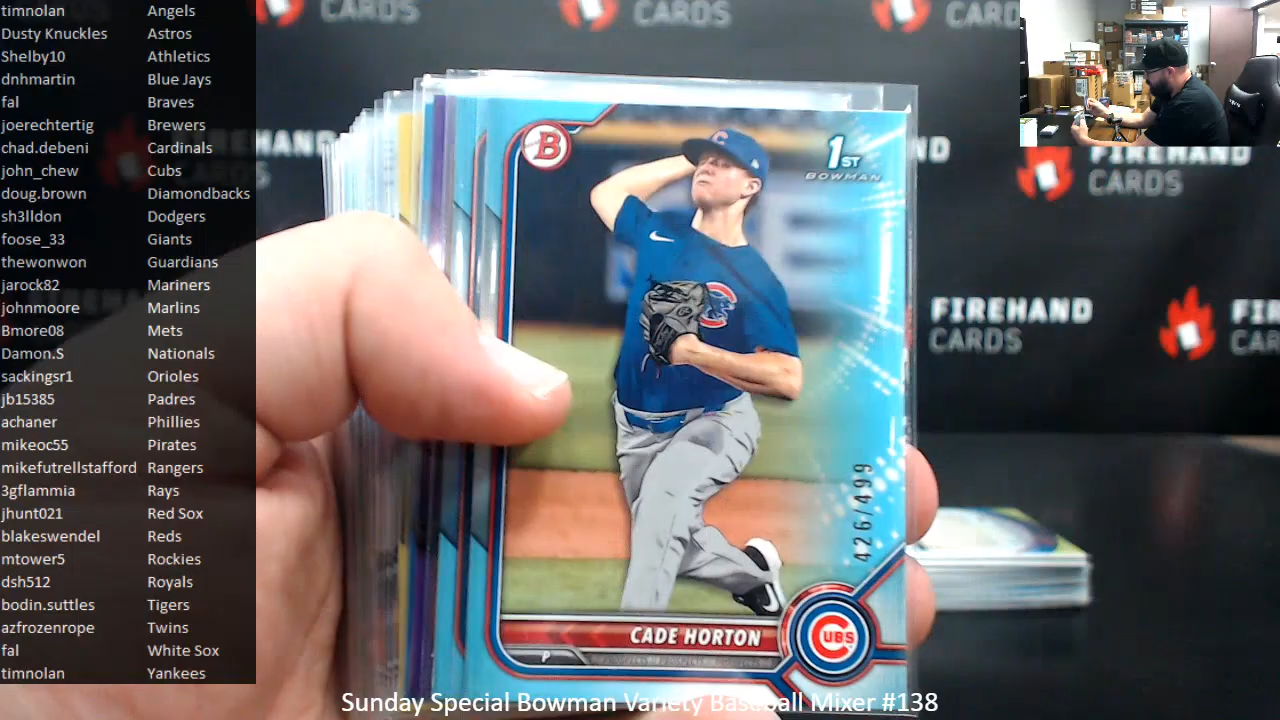 timnolan Angels
Dusty Knuckles Astros
Shelby10 Athletics
dnhmartin Blue Jays
fal Braves
joerechtertig Brewers
chad.debeni Cardinals
john_chew Cubs
doug.brown Diamondbacks
sh3lldon Dodgers
foose_33 Giants
thewonwon Guardians
jarock82 Mariners
johnmoore Marlins
Bmore08 Mets
Damon.S Nationals
sackingsr1 Orioles
jb15385 Padres
achaner Phillies
mikeoc55 Pirates
mikefutrellstafford Rangers
3gflammia Rays
jhunt021 Red Sox
blakeswendel Reds
mtower5 Rockies
dsh512 Royals
bodin.suttles Tigers
azfrozenrope Twins
fal White Sox
timnolan Yankees
FIREHAND
CARDS
CARDS
CARDS
FIREHAND
CARDS
FIREHAND
CARDS
B
1ST
BOWMAN
C
426/499
CADE HORTON
P
PROSPECTS
CUBS
Sunday Special Bowman Variety Baseball Mixer #138